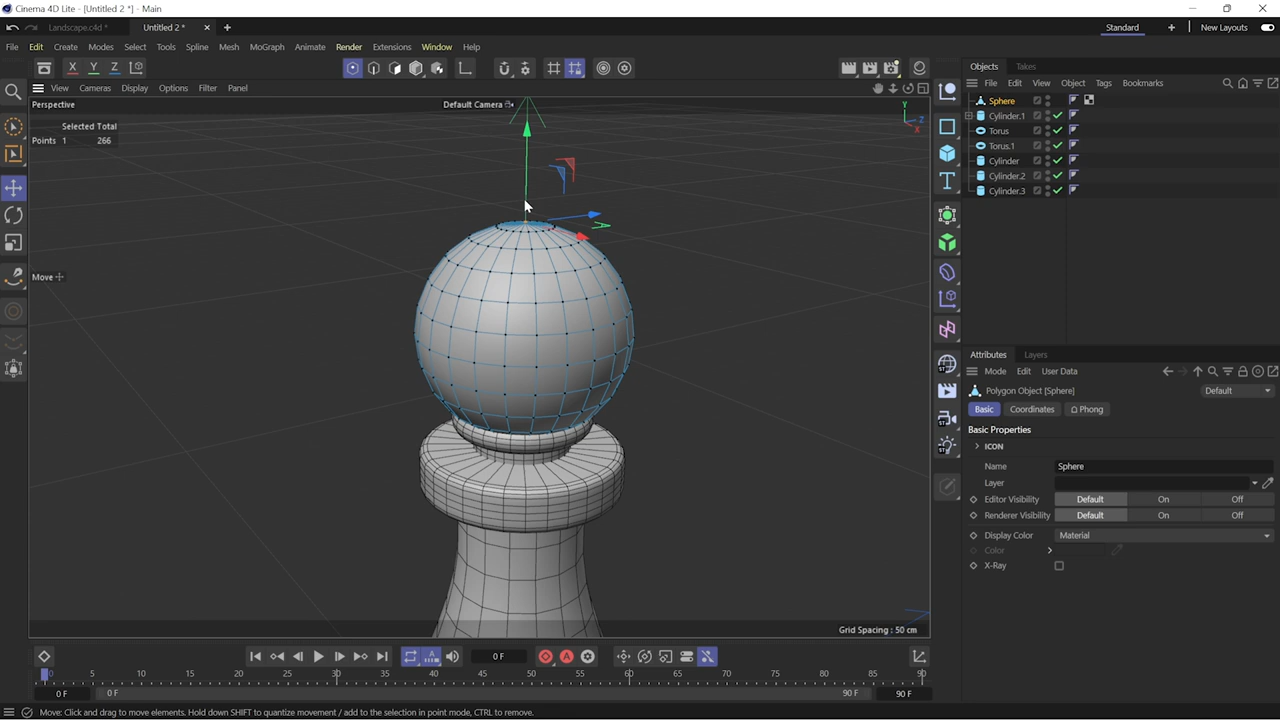 Cinema 4D Lite - [Untitled 2 *] - Main
Landscape.c4d *
Untitled 2 *
Standard
New Layouts
File Edit Create Modes Select Tools Spline Mesh MoGraph Animate Render Extensions Window Help
X Y Z
Objects Takes
View Cameras Display Options Filter Panel
File Edit View Object Tags Bookmarks
Perspective
Default Camera
Selected Total
Points 1 266
Y
Z
X
Sphere
Cylinder.1
Torus
Torus.1
Cylinder
Cylinder.2
Cylinder.3
Move
Attributes Layers
Mode Edit User Data
Polygon Object [Sphere]
Default
Basic Coordinates Phong
Basic Properties
ICON
Name Sphere
Layer
Editor Visibility Default On Off
Renderer Visibility Default On Off
Display Color Material
Color
X-Ray
Grid Spacing : 50 cm
0 F
0 5 10 15 20 25 30 35 40 45 50 55 60 65 70 75 80 85 90
0 F 0 F 90 F 90 F
Move: Click and drag to move elements. Hold down SHIFT to quantize movement / add to the selection in point mode, CTRL to remove.